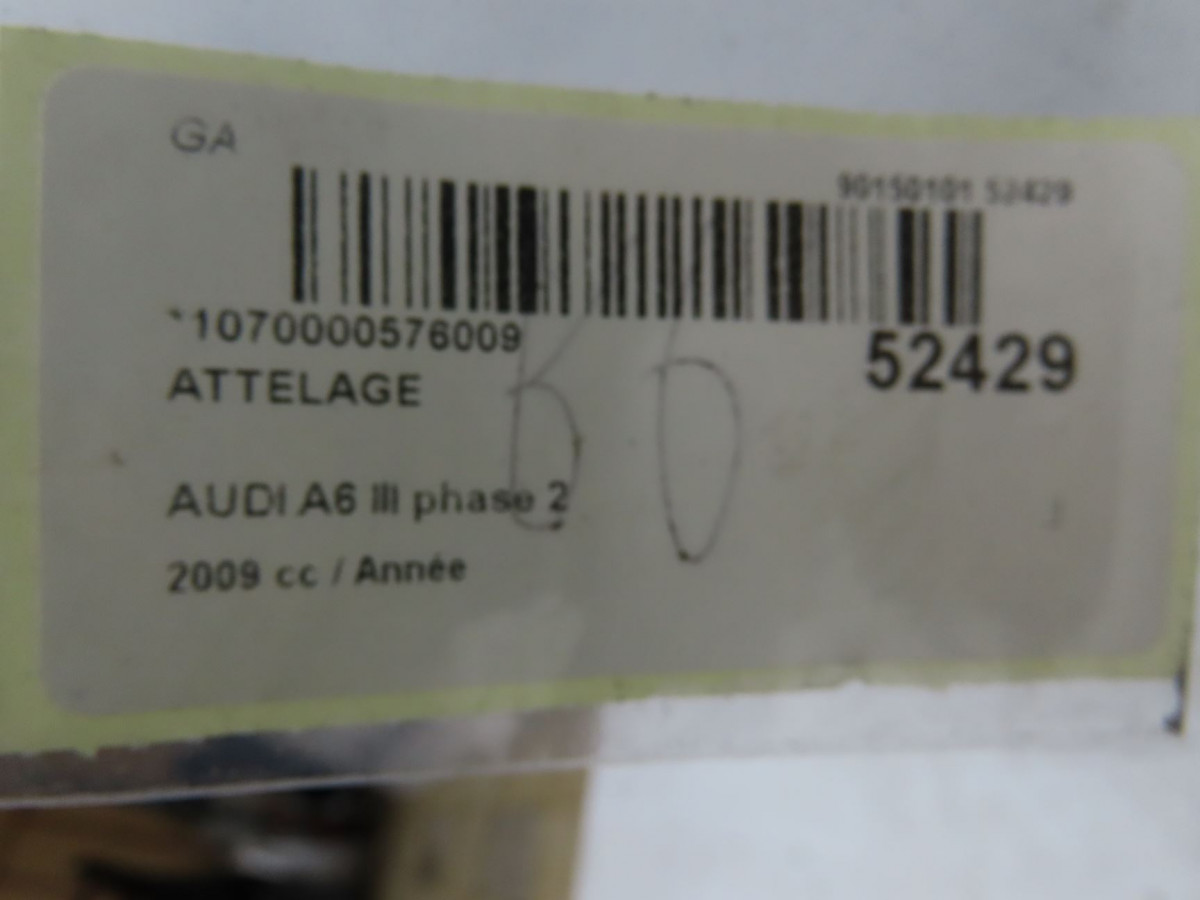 GA
90150101 52429
*1070000576009
52429
ATTELAGE
AUDI A6 III phase 2
2009 cc / Année